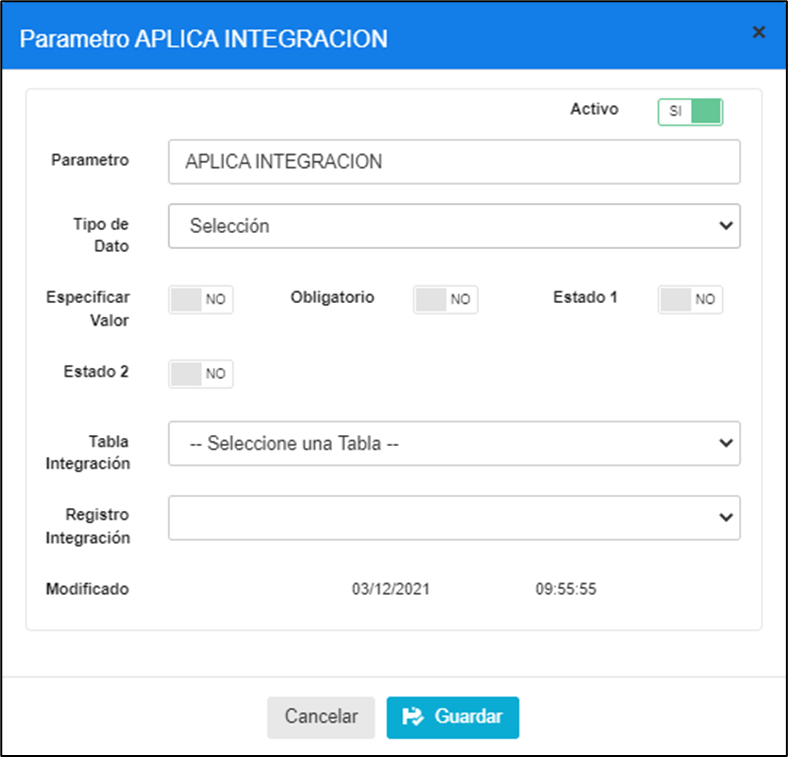 Parametro APLICA INTEGRACION ×
Activo SI
Parametro APLICA INTEGRACION
Tipo de Dato Selección
Especificar Valor NO Obligatorio NO Estado 1 NO
Estado 2 NO
Tabla Integración -- Seleccione una Tabla --
Registro Integración
Modificado 03/12/2021 09:55:55
Cancelar Guardar